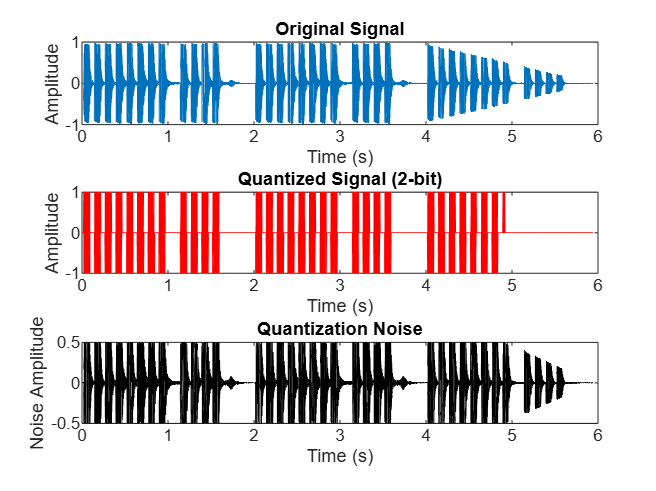 Original Signal
Amplitude
1
0
-1
0 1 2 3 4 5 6
Time (s)
Quantized Signal (2-bit)
Amplitude
1
0
-1
0 1 2 3 4 5 6
Time (s)
Quantization Noise
Noise Amplitude
0.5
0
-0.5
0 1 2 3 4 5 6
Time (s)